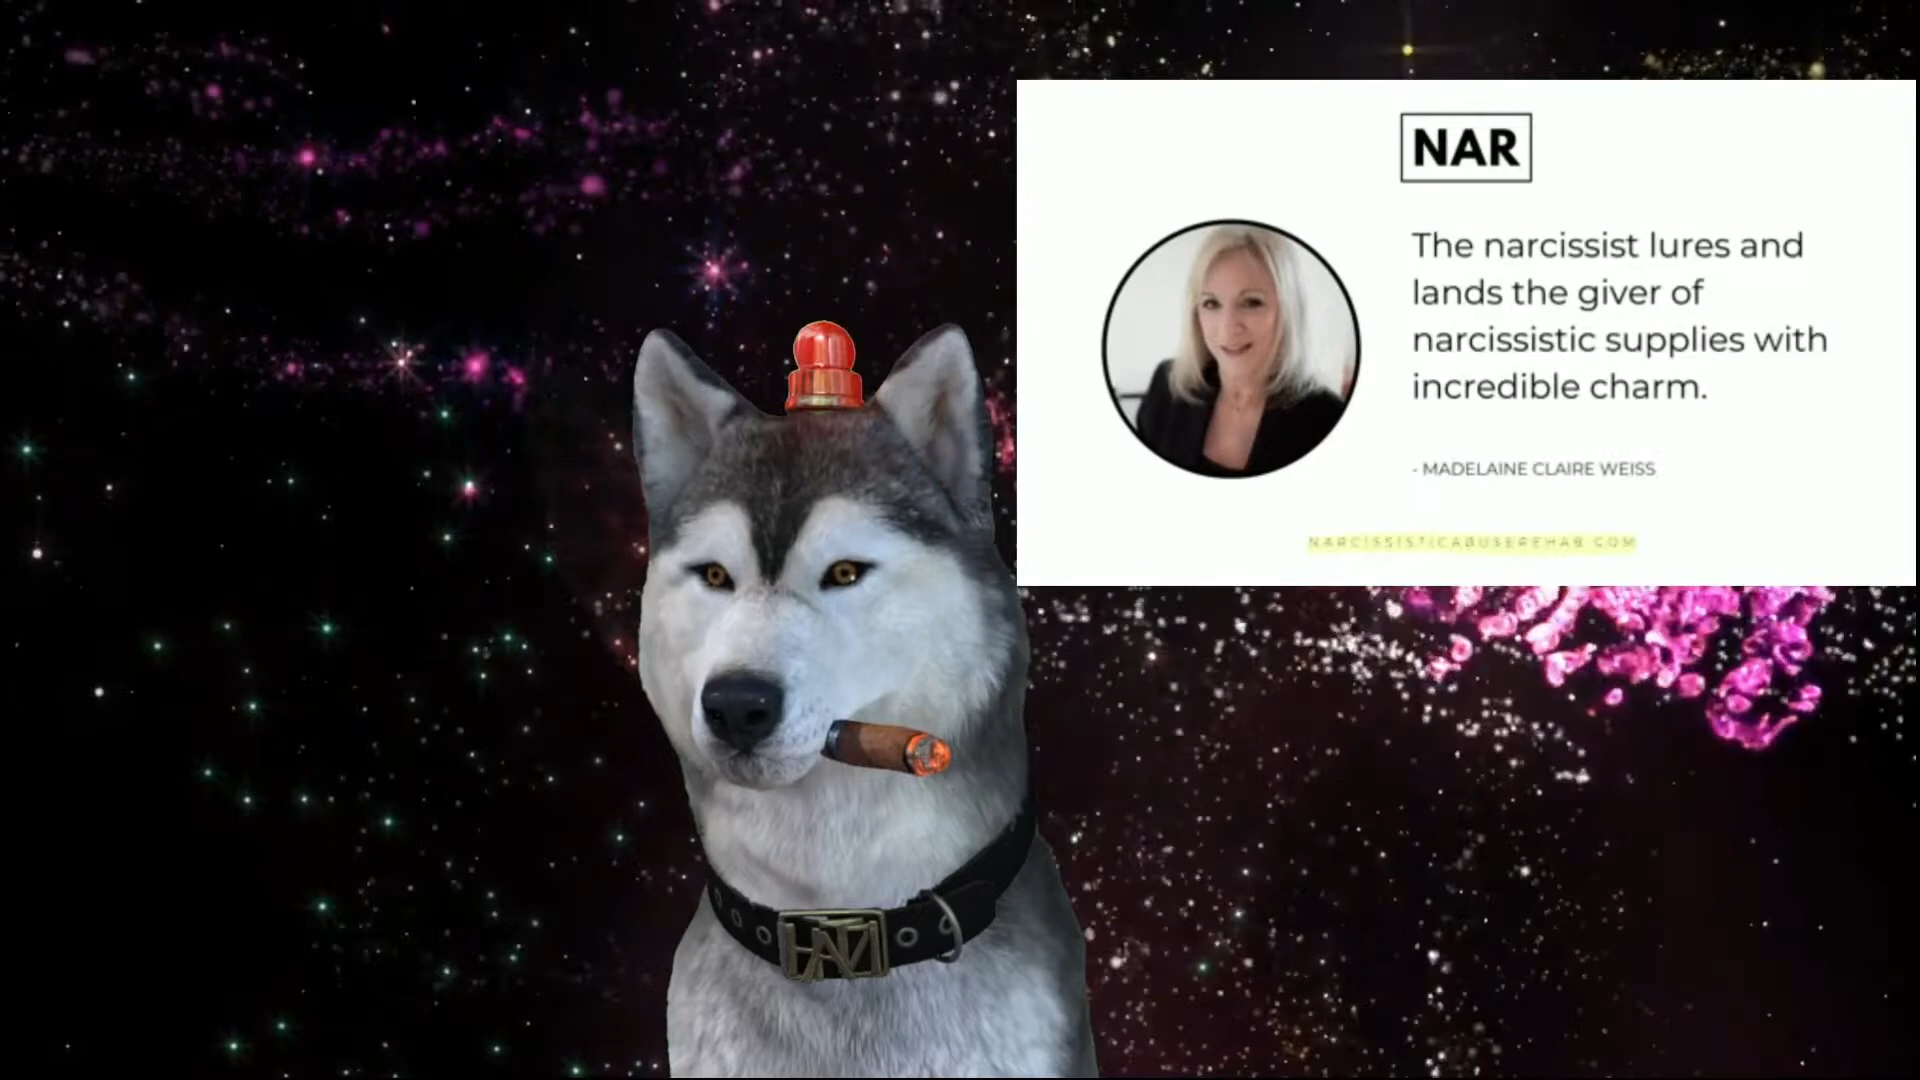 NAR
The narcissist lures and
lands the giver of
narcissistic supplies with
incredible charm.
- MADELAINE CLAIRE WEISS
NARCISSISTICABUSEREHAB.COM